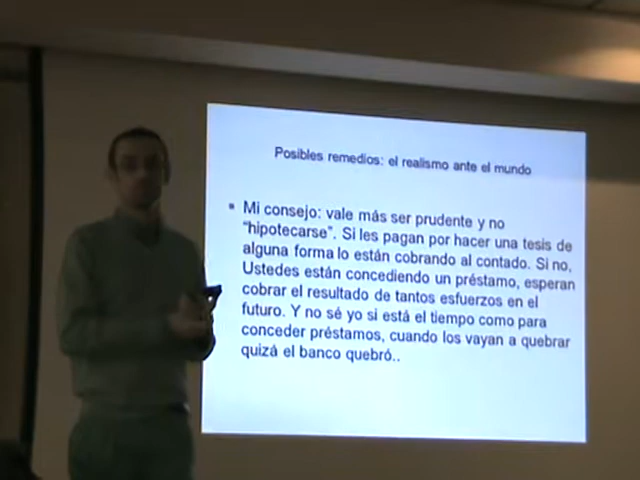 Posibles remedios: el realismo ante el mundo
Mi consejo: vale más ser prudente y no
“hipotecarse”. Si les pagan por hacer una tesis de
alguna forma lo están cobrando al contado. Si no,
Ustedes están concediendo un préstamo, esperan
cobrar el resultado de tantos esfuerzos en el
futuro. Y no sé yo si está el tiempo como para
conceder préstamos, cuando los vayan a quebrar
quizá el banco quebró..